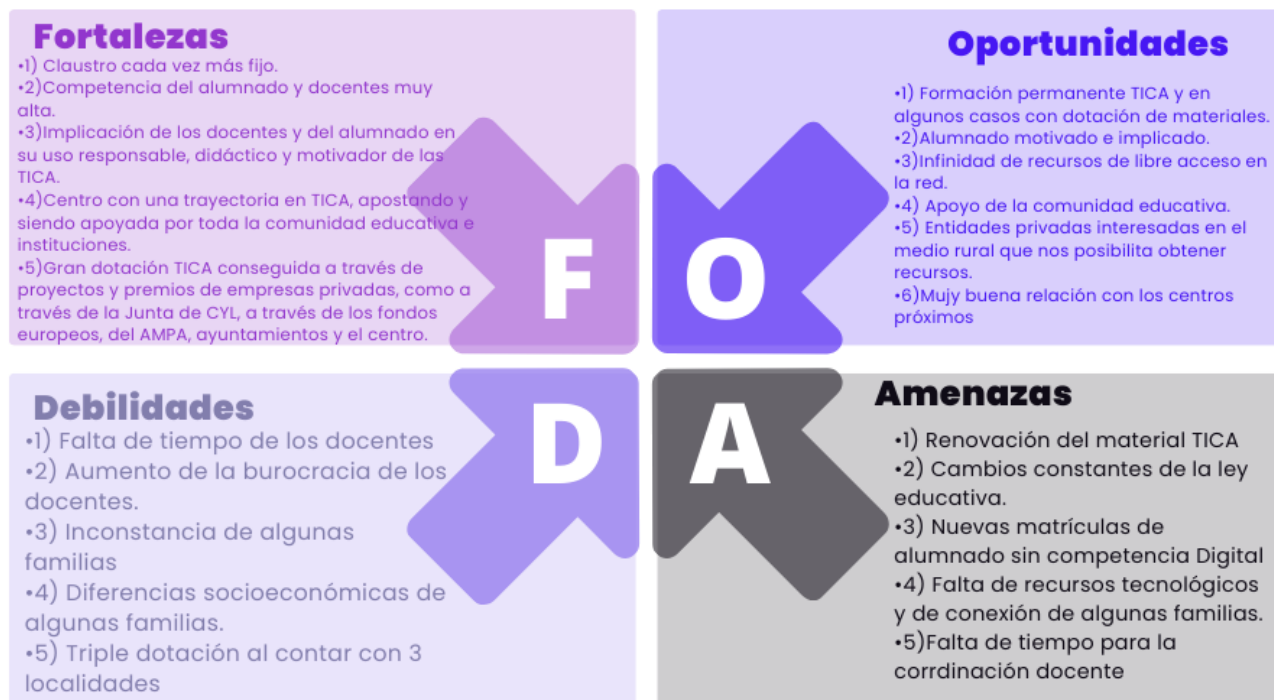 Fortalezas
•1) Claustro cada vez más fijo.
•2)Competencia del alumnado y docentes muy
alta.
•3)Implicación de los docentes y del alumnado en
su uso responsable, didáctico y motivador de las
TICA.
•4)Centro con una trayectoria en TICA, apostando y
siendo apoyada por toda la comunidad educativa e
instituciones.
•5)Gran dotación TICA conseguida a través de
proyectos y premios de empresas privadas, como a
través de la Junta de CYL, a través de los fondos
europeos, del AMPA, ayuntamientos y el centro.
F
Oportunidades
•1) Formación permanente TICA y en
algunos casos con dotación de materiales.
•2)Alumnado motivado e implicado.
•3)Infinidad de recursos de libre acceso en
la red.
•4) Apoyo de la comunidad educativa.
•5) Entidades privadas interesadas en el
medio rural que nos posibilita obtener
recursos.
•6)Mujy buena relación con los centros
próximos
O
Debilidades
•1) Falta de tiempo de los docentes
•2) Aumento de la burocracia de los
docentes.
•3) Inconstancia de algunas
familias
•4) Diferencias socioeconómicas de
algunas familias.
•5) Triple dotación al contar con 3
localidades
D
Amenazas
•1) Renovación del material TICA
•2) Cambios constantes de la ley
educativa.
•3) Nuevas matrículas de
alumnado sin competencia Digital
•4) Falta de recursos tecnológicos
y de conexión de algunas familias.
•5)Falta de tiempo para la
corrdinación docente
A